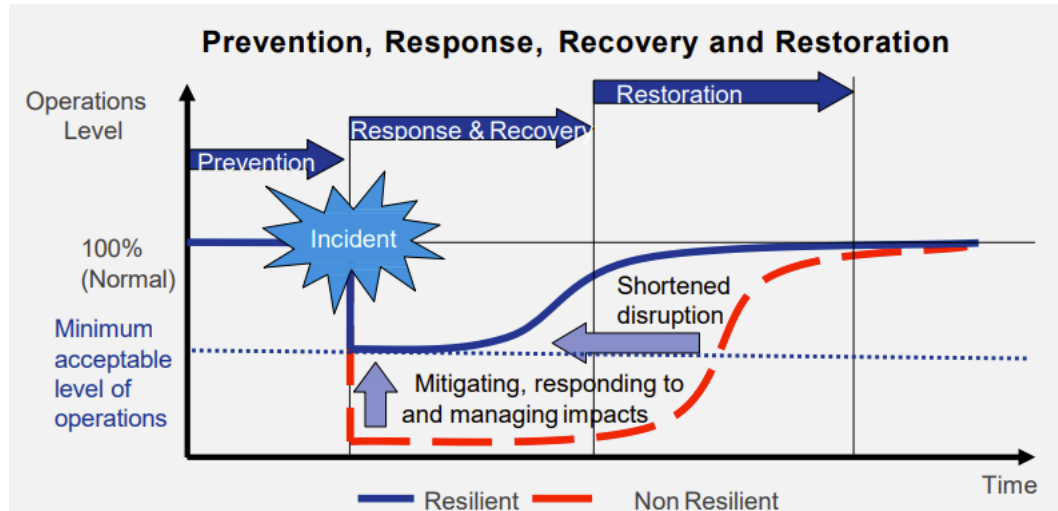 Prevention, Response, Recovery and Restoration
Operations
Level
Restoration
Response & Recovery
Prevention
Incident
100%
(Normal)
Shortened
disruption
Minimum
acceptable
level of
operations
Mitigating, responding to
and managing impacts
Time
Resilient
Non Resilient